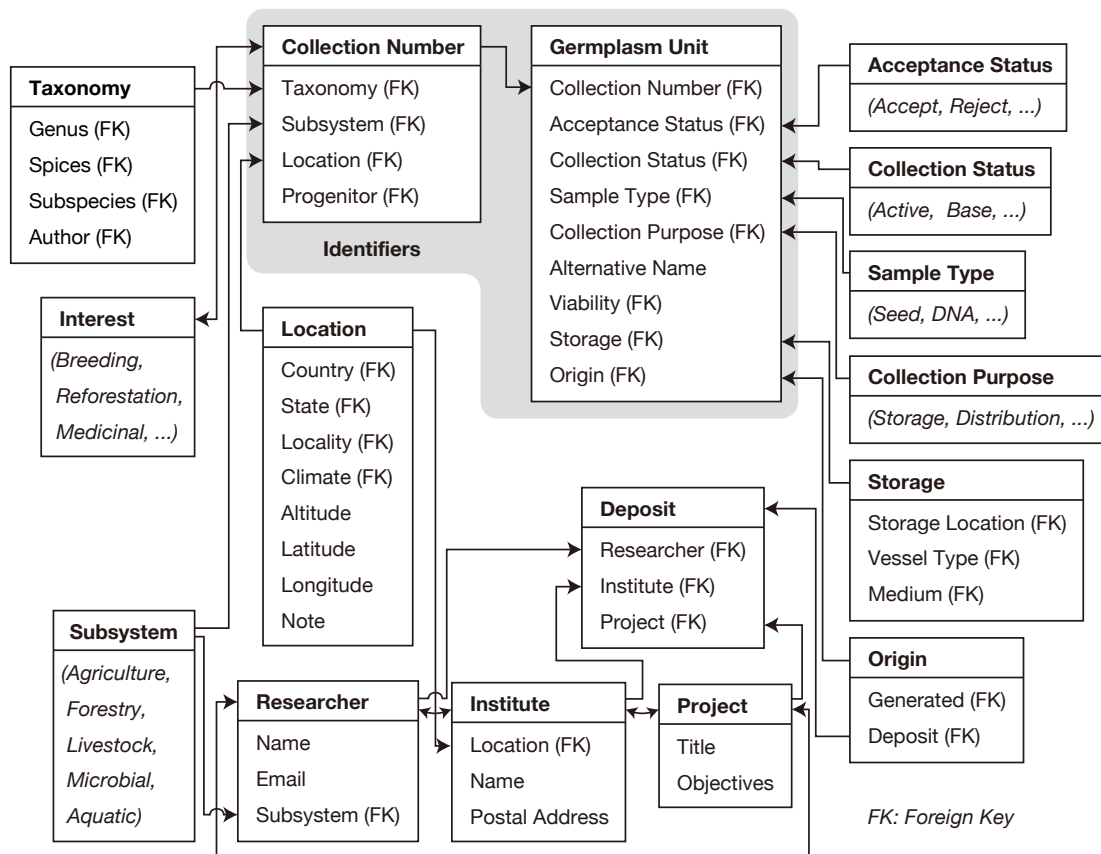 Collection Number
Taxonomy (FK)
Subsystem (FK)
Location (FK)
Progenitor (FK)
Identifiers
Germplasm Unit
Collection Number (FK)
Acceptance Status (FK)
Collection Status (FK)
Sample Type (FK)
Collection Purpose (FK)
Alternative Name
Viability (FK)
Storage (FK)
Origin (FK)
Acceptance Status
(Accept, Reject, ...)
Collection Status
(Active, Base, ...)
Sample Type
(Seed, DNA, ...)
Collection Purpose
(Storage, Distribution, ...)
Storage
Storage Location (FK)
Vessel Type (FK)
Medium (FK)
Origin
Generated (FK)
Deposit (FK)
Taxonomy
Genus (FK)
Spices (FK)
Subspecies (FK)
Author (FK)
Interest
(Breeding,
Reforestation,
Medicinal, ...)
Location
Country (FK)
State (FK)
Locality (FK)
Climate (FK)
Altitude
Latitude
Longitude
Note
Deposit
Researcher (FK)
Institute (FK)
Project (FK)
Subsystem
(Agriculture,
Forestry,
Livestock,
Microbial,
Aquatic)
Researcher
Name
Email
Subsystem (FK)
Institute
Location (FK)
Name
Postal Address
Project
Title
Objectives
FK: Foreign Key